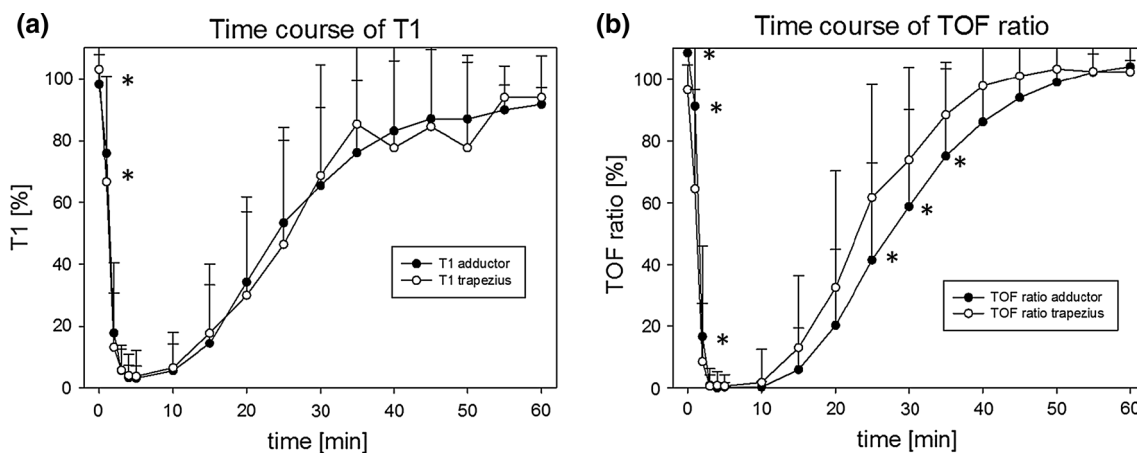 (a)
Time course of T1
T1 [%]
100
80
60
40
20
0
*
*
T1 adductor
T1 trapezius
0 10 20 30 40 50 60
time [min]
(b)
Time course of TOF ratio
TOF ratio [%]
100
80
60
40
20
0
*
*
*
*
*
*
TOF ratio adductor
TOF ratio trapezius
0 10 20 30 40 50 60
time [min]